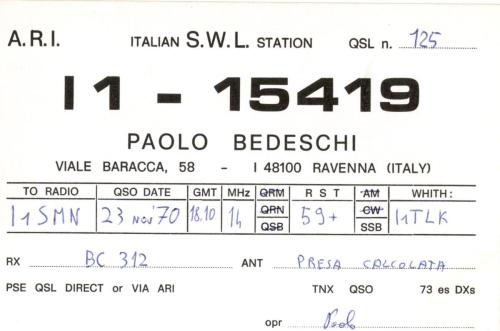 A.R.I. ITALIAN S.W.L. STATION QSL n. 125
I 1 - 15419
PAOLO BEDESCHI
VIALE BARACCA, 58 - I 48100 RAVENNA (ITALY)
TO RADIO QSO DATE GMT MHz QRM R S T AM WHITH:
I1SMN 23 Nov '70 18.10 14 QRN 59+ CW I1TLK
QSB SSB
RX BC 312 ANT PRESA CALCOLATA
PSE QSL DIRECT or VIA ARI TNX QSO 73 es DXs
opr Paolo